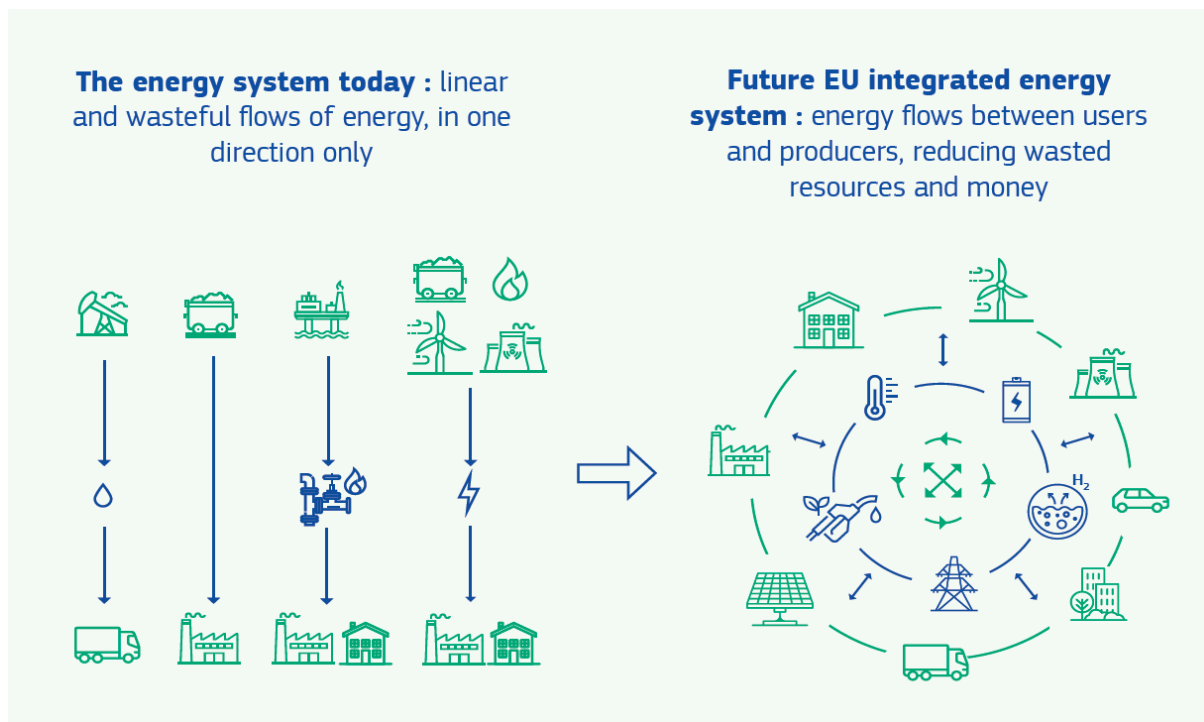 The energy system today : linear
and wasteful flows of energy, in one
direction only
Future EU integrated energy
system : energy flows between users
and producers, reducing wasted
resources and money
H₂